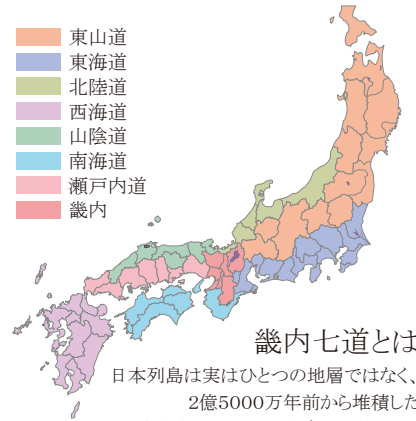 東山道
東海道
北陸道
西海道
山陰道
南海道
瀬戸内道
畿内
畿内七道とは
日本列島は実はひとつの地層ではなく、
2億5000万年前から堆積した